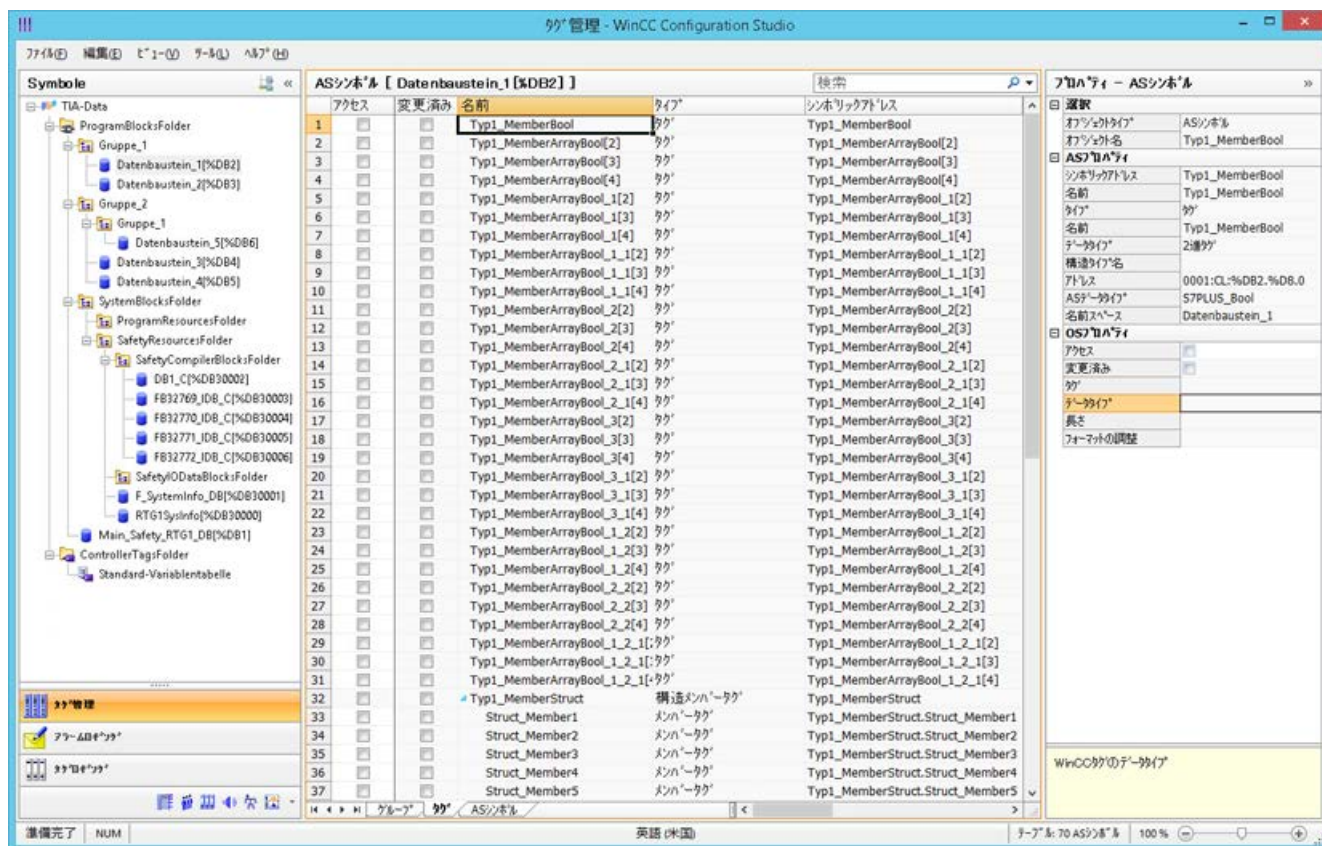 タグ管理 - WinCC Configuration Studio
ファイル(F) 編集(E) ビュー(V) ツール(L) ヘルプ(H)
Symbole «
TIA-Data
ProgramBlocksFolder
Gruppe_1
Datenbaustein_1[%DB2]
Datenbaustein_2[%DB3]
Gruppe_2
Gruppe_1
Datenbaustein_5[%DB6]
Datenbaustein_3[%DB4]
Datenbaustein_4[%DB5]
SystemBlocksFolder
ProgramResourcesFolder
SafetyResourcesFolder
SafetyCompilerBlocksFolder
DB1_C[%DB30002]
FB32769_IDB_C[%DB30003]
FB32770_IDB_C[%DB30004]
FB32771_IDB_C[%DB30005]
FB32772_IDB_C[%DB30006]
SafetyIODataBlocksFolder
F_SystemInfo_DB[%DB30001]
RTG1SysInfo[%DB30000]
Main_Safety_RTG1_DB[%DB1]
ControllerTagsFolder
Standard-Variablentabelle
タグ管理
アラームロギング
タグロギング
ASシンボル [ Datenbaustein_1[%DB2] ] 検索
アクセス 変更済み 名前 タイプ シンボリックアドレス
1 Typ1_MemberBool タグ Typ1_MemberBool
2 Typ1_MemberArrayBool[2] タグ Typ1_MemberArrayBool[2]
3 Typ1_MemberArrayBool[3] タグ Typ1_MemberArrayBool[3]
4 Typ1_MemberArrayBool[4] タグ Typ1_MemberArrayBool[4]
5 Typ1_MemberArrayBool_1[2] タグ Typ1_MemberArrayBool_1[2]
6 Typ1_MemberArrayBool_1[3] タグ Typ1_MemberArrayBool_1[3]
7 Typ1_MemberArrayBool_1[4] タグ Typ1_MemberArrayBool_1[4]
8 Typ1_MemberArrayBool_1_1[2] タグ Typ1_MemberArrayBool_1_1[2]
9 Typ1_MemberArrayBool_1_1[3] タグ Typ1_MemberArrayBool_1_1[3]
10 Typ1_MemberArrayBool_1_1[4] タグ Typ1_MemberArrayBool_1_1[4]
11 Typ1_MemberArrayBool_2[2] タグ Typ1_MemberArrayBool_2[2]
12 Typ1_MemberArrayBool_2[3] タグ Typ1_MemberArrayBool_2[3]
13 Typ1_MemberArrayBool_2[4] タグ Typ1_MemberArrayBool_2[4]
14 Typ1_MemberArrayBool_2_1[2] タグ Typ1_MemberArrayBool_2_1[2]
15 Typ1_MemberArrayBool_2_1[3] タグ Typ1_MemberArrayBool_2_1[3]
16 Typ1_MemberArrayBool_2_1[4] タグ Typ1_MemberArrayBool_2_1[4]
17 Typ1_MemberArrayBool_3[2] タグ Typ1_MemberArrayBool_3[2]
18 Typ1_MemberArrayBool_3[3] タグ Typ1_MemberArrayBool_3[3]
19 Typ1_MemberArrayBool_3[4] タグ Typ1_MemberArrayBool_3[4]
20 Typ1_MemberArrayBool_3_1[2] タグ Typ1_MemberArrayBool_3_1[2]
21 Typ1_MemberArrayBool_3_1[3] タグ Typ1_MemberArrayBool_3_1[3]
22 Typ1_MemberArrayBool_3_1[4] タグ Typ1_MemberArrayBool_3_1[4]
23 Typ1_MemberArrayBool_1_2[2] タグ Typ1_MemberArrayBool_1_2[2]
24 Typ1_MemberArrayBool_1_2[3] タグ Typ1_MemberArrayBool_1_2[3]
25 Typ1_MemberArrayBool_1_2[4] タグ Typ1_MemberArrayBool_1_2[4]
26 Typ1_MemberArrayBool_2_2[2] タグ Typ1_MemberArrayBool_2_2[2]
27 Typ1_MemberArrayBool_2_2[3] タグ Typ1_MemberArrayBool_2_2[3]
28 Typ1_MemberArrayBool_2_2[4] タグ Typ1_MemberArrayBool_2_2[4]
29 Typ1_MemberArrayBool_1_2_1[ タグ Typ1_MemberArrayBool_1_2_1[2]
30 Typ1_MemberArrayBool_1_2_1[ タグ Typ1_MemberArrayBool_1_2_1[3]
31 Typ1_MemberArrayBool_1_2_1[ タグ Typ1_MemberArrayBool_1_2_1[4]
32 Typ1_MemberStruct 構造メンバータグ Typ1_MemberStruct
33 Struct_Member1 メンバータグ Typ1_MemberStruct.Struct_Member1
34 Struct_Member2 メンバータグ Typ1_MemberStruct.Struct_Member2
35 Struct_Member3 メンバータグ Typ1_MemberStruct.Struct_Member3
36 Struct_Member4 メンバータグ Typ1_MemberStruct.Struct_Member4
37 Struct_Member5 メンバータグ Typ1_MemberStruct.Struct_Member5
グループ タグ ASシンボル
プロパティ - ASシンボル »
選択
オブジェクトタイプ ASシンボル
オブジェクト名 Typ1_MemberBool
ASプロパティ
シンボリックアドレス Typ1_MemberBool
名前 Typ1_MemberBool
タイプ タグ
名前 Typ1_MemberBool
データタイプ 2進タグ
構造タイプ名
アドレス 0001:CL:%DB2.%DB.0
ASデータタイプ S7PLUS_Bool
名前スペース Datenbaustein_1
OSプロパティ
アクセス
変更済み
タグ
データタイプ
長さ
フォーマットの調整
WinCCタグのデータタイプ
準備完了 NUM 英語 (米国) テーブル: 70 ASシンボル 100 %